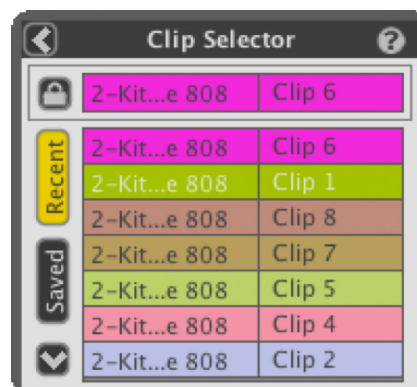 Clip Selector ?
2-Kit...e 808 Clip 6
Recent
Saved
2-Kit...e 808 Clip 6
2-Kit...e 808 Clip 1
2-Kit...e 808 Clip 8
2-Kit...e 808 Clip 7
2-Kit...e 808 Clip 5
2-Kit...e 808 Clip 4
2-Kit...e 808 Clip 2